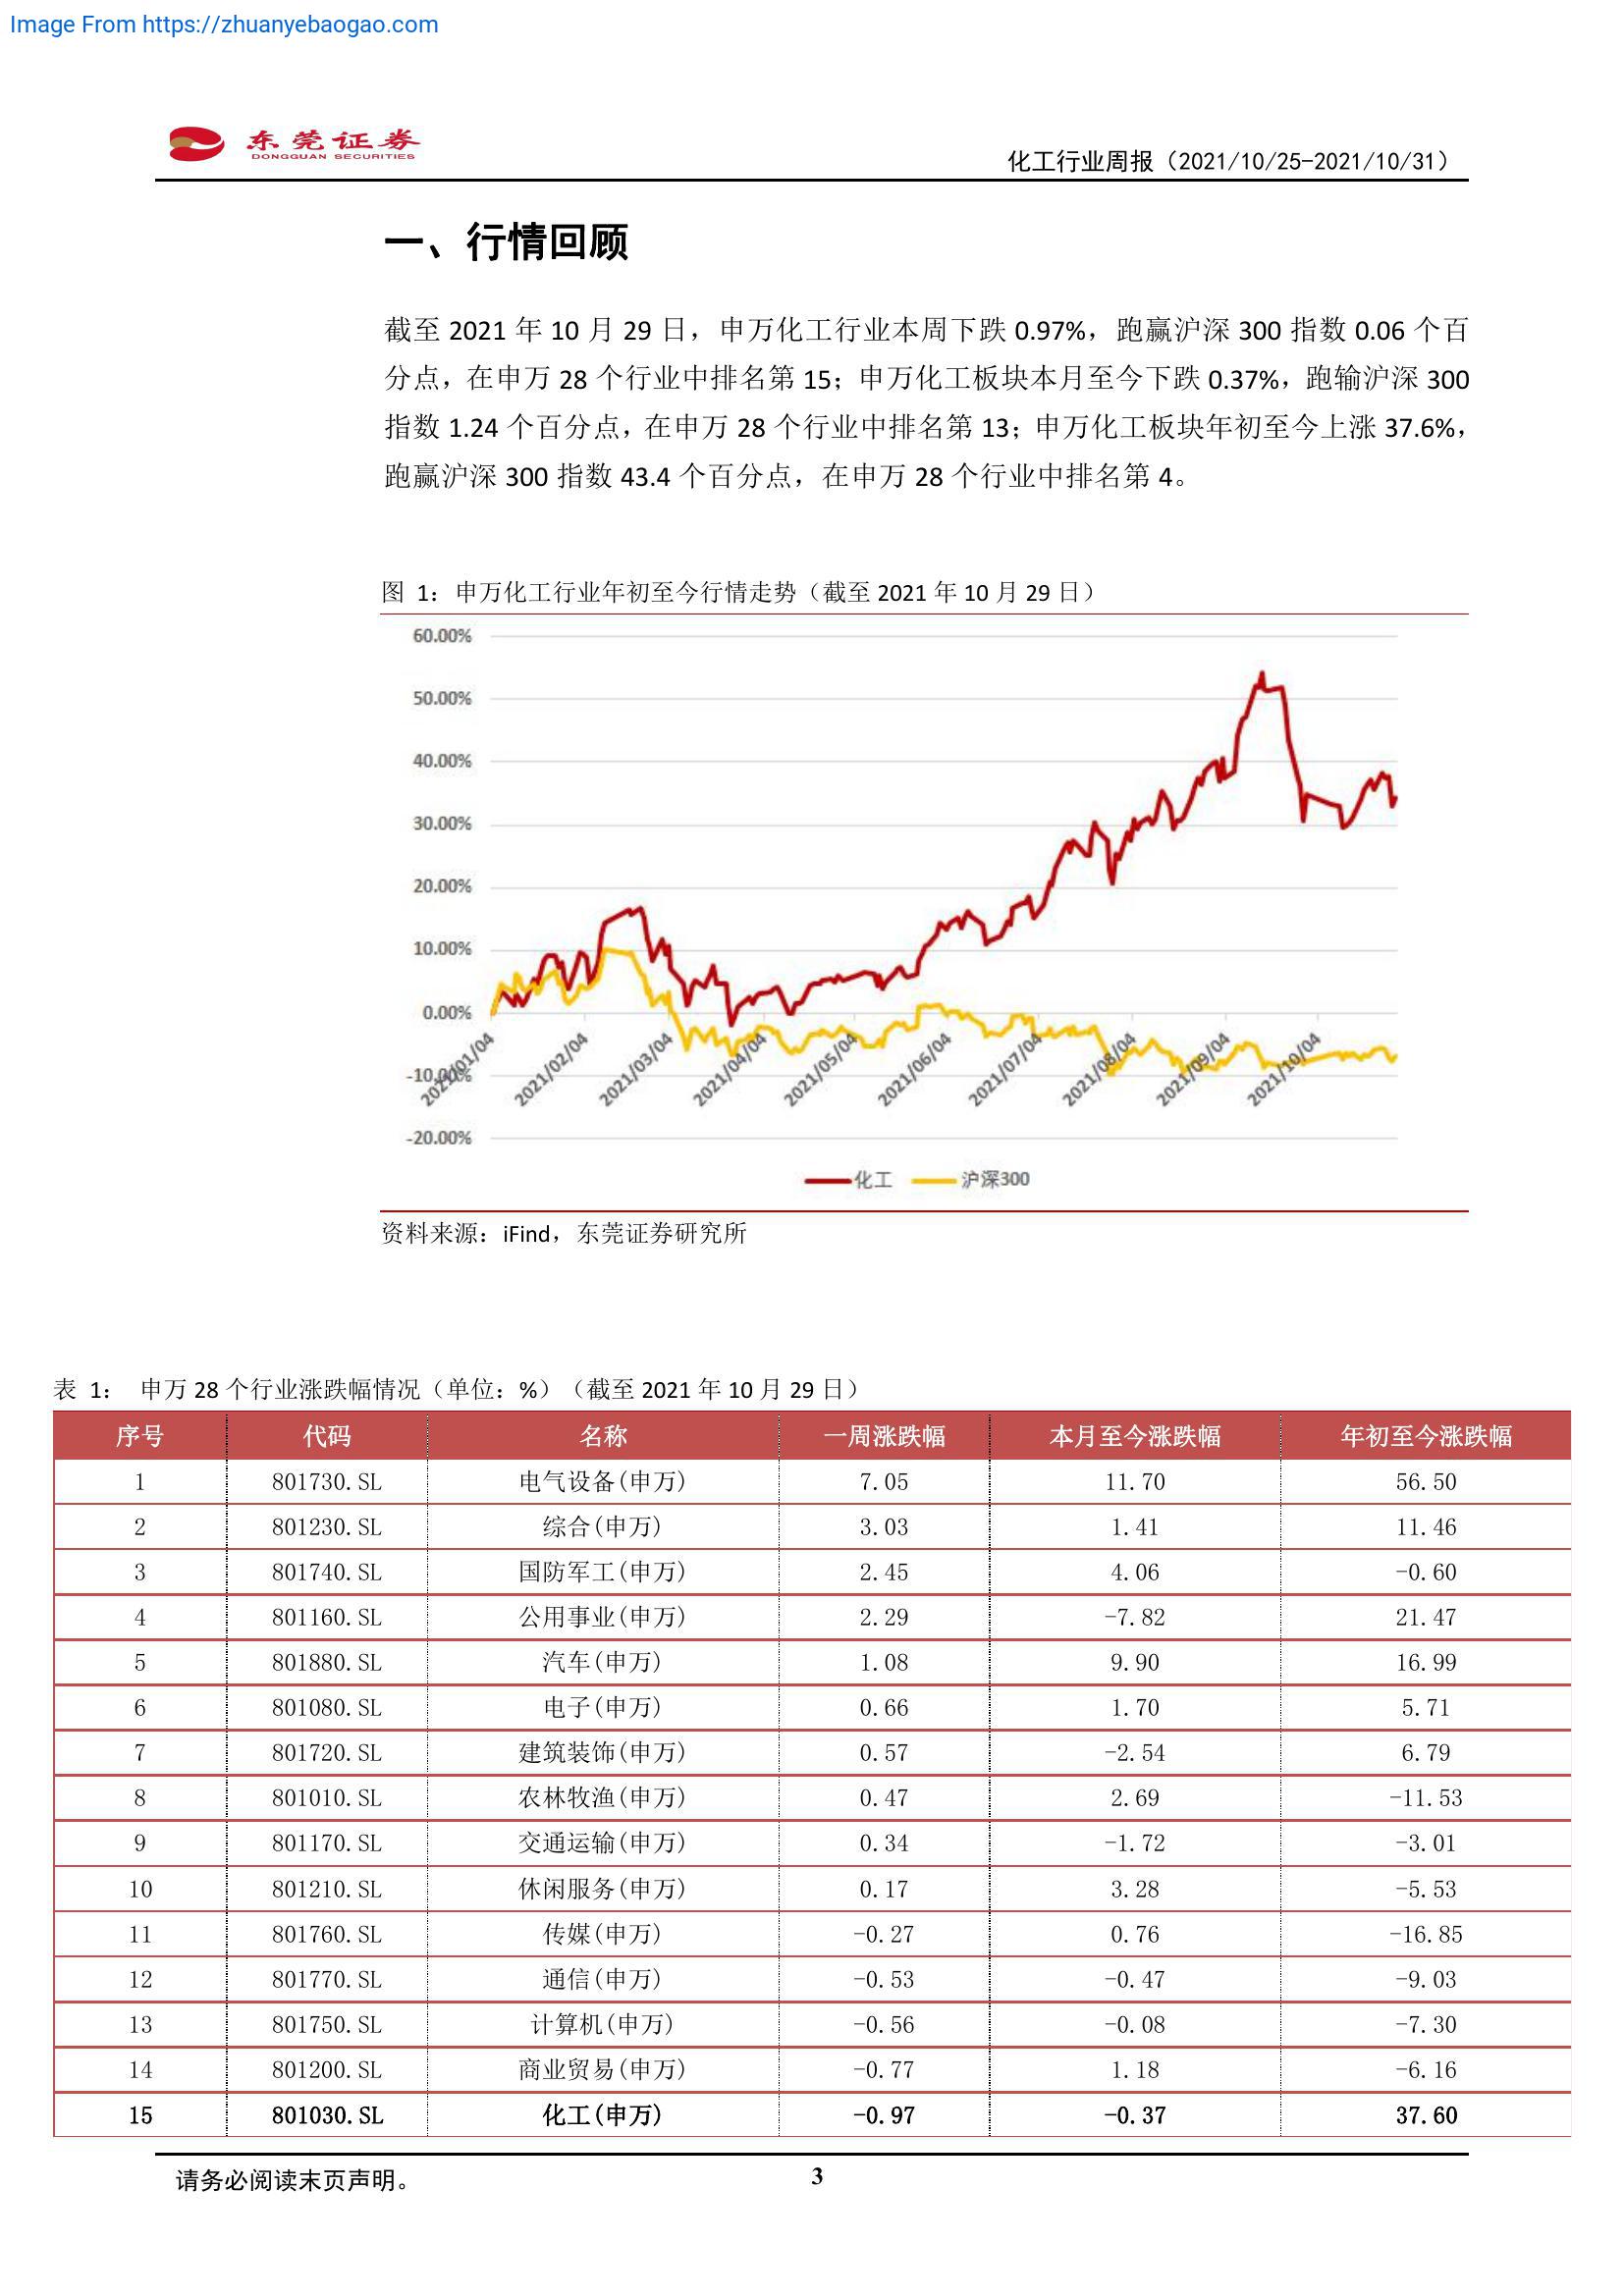 Image From https://zhuanyebaogao.com
东莞证券
DONGGUAN SECURITIES
化工行业周报（2021/10/25-2021/10/31）
一、行情回顾
截至 2021 年 10 月 29 日，申万化工行业本周下跌 0.97%，跑赢沪深 300 指数 0.06 个百
分点，在申万 28 个行业中排名第 15；申万化工板块本月至今下跌 0.37%，跑输沪深 300
指数 1.24 个百分点，在申万 28 个行业中排名第 13；申万化工板块年初至今上涨 37.6%，
跑赢沪深 300 指数 43.4 个百分点，在申万 28 个行业中排名第 4。
图 1：申万化工行业年初至今行情走势（截至 2021 年 10 月 29 日）
60.00%
50.00%
40.00%
30.00%
20.00%
10.00%
0.00%
-10.00%
-20.00%
2021/01/04 2021/02/04 2021/03/04 2021/04/04 2021/05/04 2021/06/04 2021/07/04 2021/08/04 2021/09/04 2021/10/04
化工 沪深300
资料来源：iFind，东莞证券研究所
表 1： 申万 28 个行业涨跌幅情况（单位：%）（截至 2021 年 10 月 29 日）
序号 代码 名称 一周涨跌幅 本月至今涨跌幅 年初至今涨跌幅
1 801730.SL 电气设备(申万) 7.05 11.70 56.50
2 801230.SL 综合(申万) 3.03 1.41 11.46
3 801740.SL 国防军工(申万) 2.45 4.06 -0.60
4 801160.SL 公用事业(申万) 2.29 -7.82 21.47
5 801880.SL 汽车(申万) 1.08 9.90 16.99
6 801080.SL 电子(申万) 0.66 1.70 5.71
7 801720.SL 建筑装饰(申万) 0.57 -2.54 6.79
8 801010.SL 农林牧渔(申万) 0.47 2.69 -11.53
9 801170.SL 交通运输(申万) 0.34 -1.72 -3.01
10 801210.SL 休闲服务(申万) 0.17 3.28 -5.53
11 801760.SL 传媒(申万) -0.27 0.76 -16.85
12 801770.SL 通信(申万) -0.53 -0.47 -9.03
13 801750.SL 计算机(申万) -0.56 -0.08 -7.30
14 801200.SL 商业贸易(申万) -0.77 1.18 -6.16
15 801030.SL 化工(申万) -0.97 -0.37 37.60
请务必阅读末页声明。
3